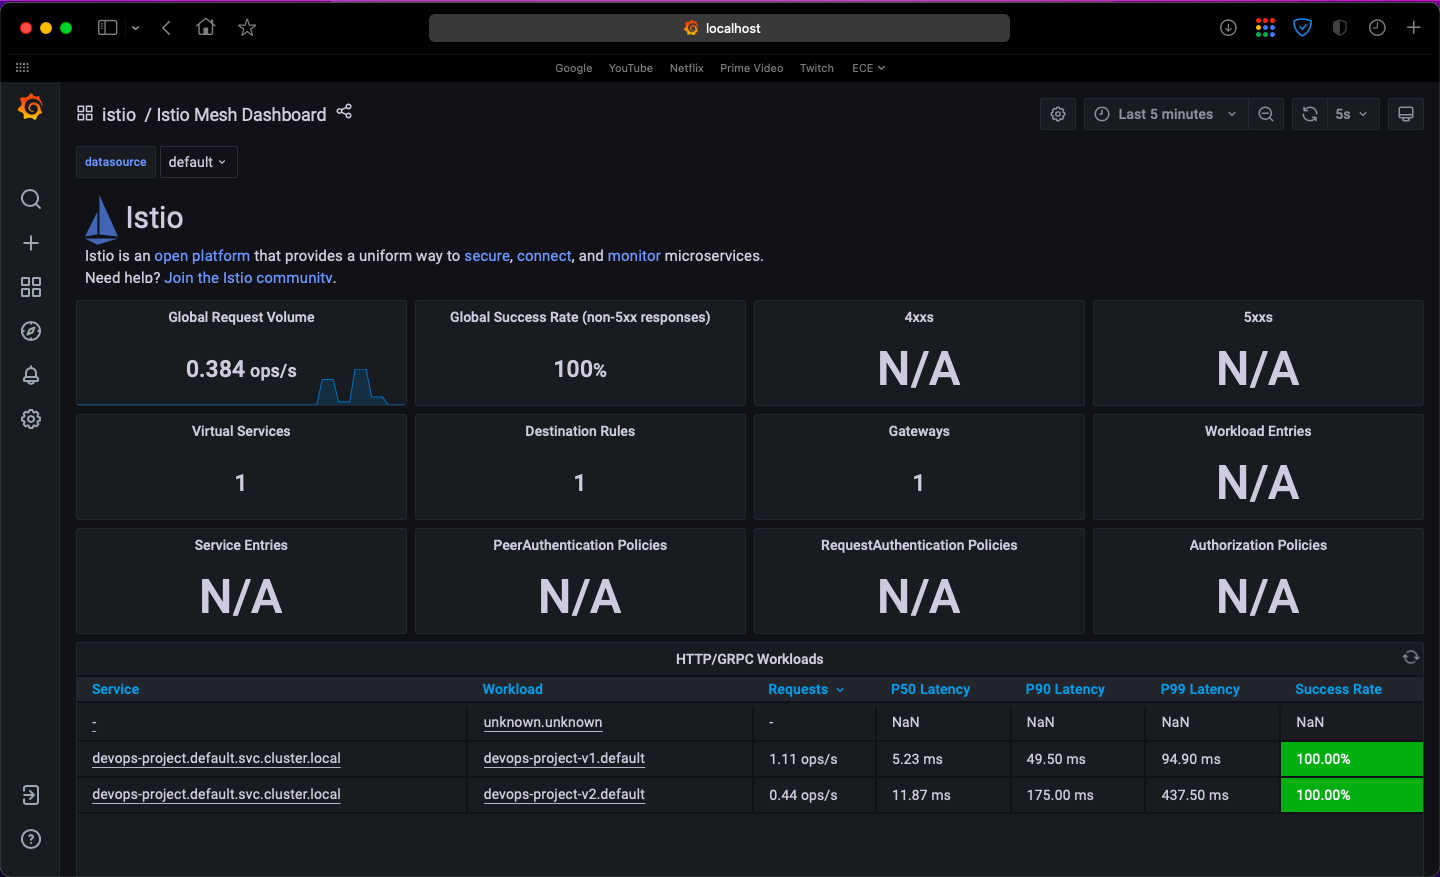 localhost
Google YouTube Netflix Prime Video Twitch ECE
istio / Istio Mesh Dashboard
Last 5 minutes 5s
datasource default
Istio
Istio is an open platform that provides a uniform way to secure, connect, and monitor microservices.
Need help? Join the Istio community.
Global Request Volume Global Success Rate (non-5xx responses) 4xxs 5xxs
0.384 ops/s 100% N/A N/A
Virtual Services Destination Rules Gateways Workload Entries
1 1 1 N/A
Service Entries PeerAuthentication Policies RequestAuthentication Policies Authorization Policies
N/A N/A N/A N/A
HTTP/GRPC Workloads
Service Workload Requests P50 Latency P90 Latency P99 Latency Success Rate
- unknown.unknown - NaN NaN NaN NaN
devops-project.default.svc.cluster.local devops-project-v1.default 1.11 ops/s 5.23 ms 49.50 ms 94.90 ms 100.00%
devops-project.default.svc.cluster.local devops-project-v2.default 0.44 ops/s 11.87 ms 175.00 ms 437.50 ms 100.00%